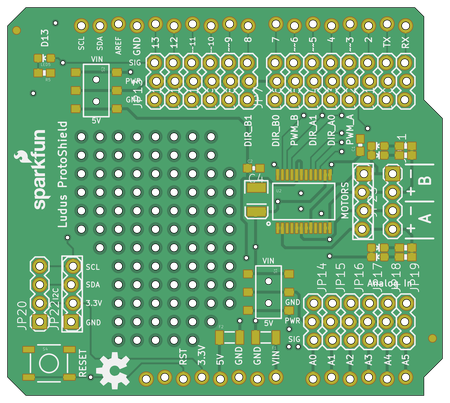 D13
SCL
SDA
AREF
GND
13
12
~11
~10
~9
8
7
~6
~5
4
~3
2
TX
RX
VIN
SIG
PWR
GND
5V
DIR_B1
DIR_B0
PWM_B
DIR_A1
DIR_A0
PWM_A
1
sparkfun
Ludus ProtoShield
MOTORS
- + - +
A B
JP20
JP22
I2C
SCL
SDA
3.3V
GND
VIN
5V
JP14
JP15
JP16
JP17
JP18
JP19
Analog In
GND
PWR
SIG
RESET
RST
3.3V
5V
GND
GND
VIN
A0
A1
A2
A3
A4
A5